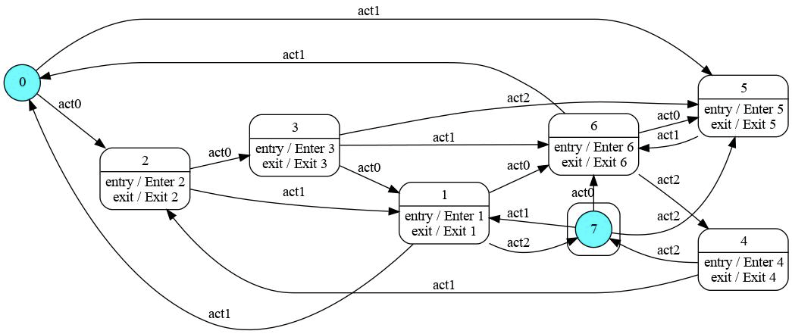 act1
act1
0
act0
2
entry / Enter 2
exit / Exit 2
act0
act1
3
entry / Enter 3
exit / Exit 3
act2
act1
act0
1
entry / Enter 1
exit / Exit 1
act0
act1
act2
6
entry / Enter 6
exit / Exit 6
act0
act1
act0
7
act2
act2
act2
5
entry / Enter 5
exit / Exit 5
4
entry / Enter 4
exit / Exit 4
act1
act1